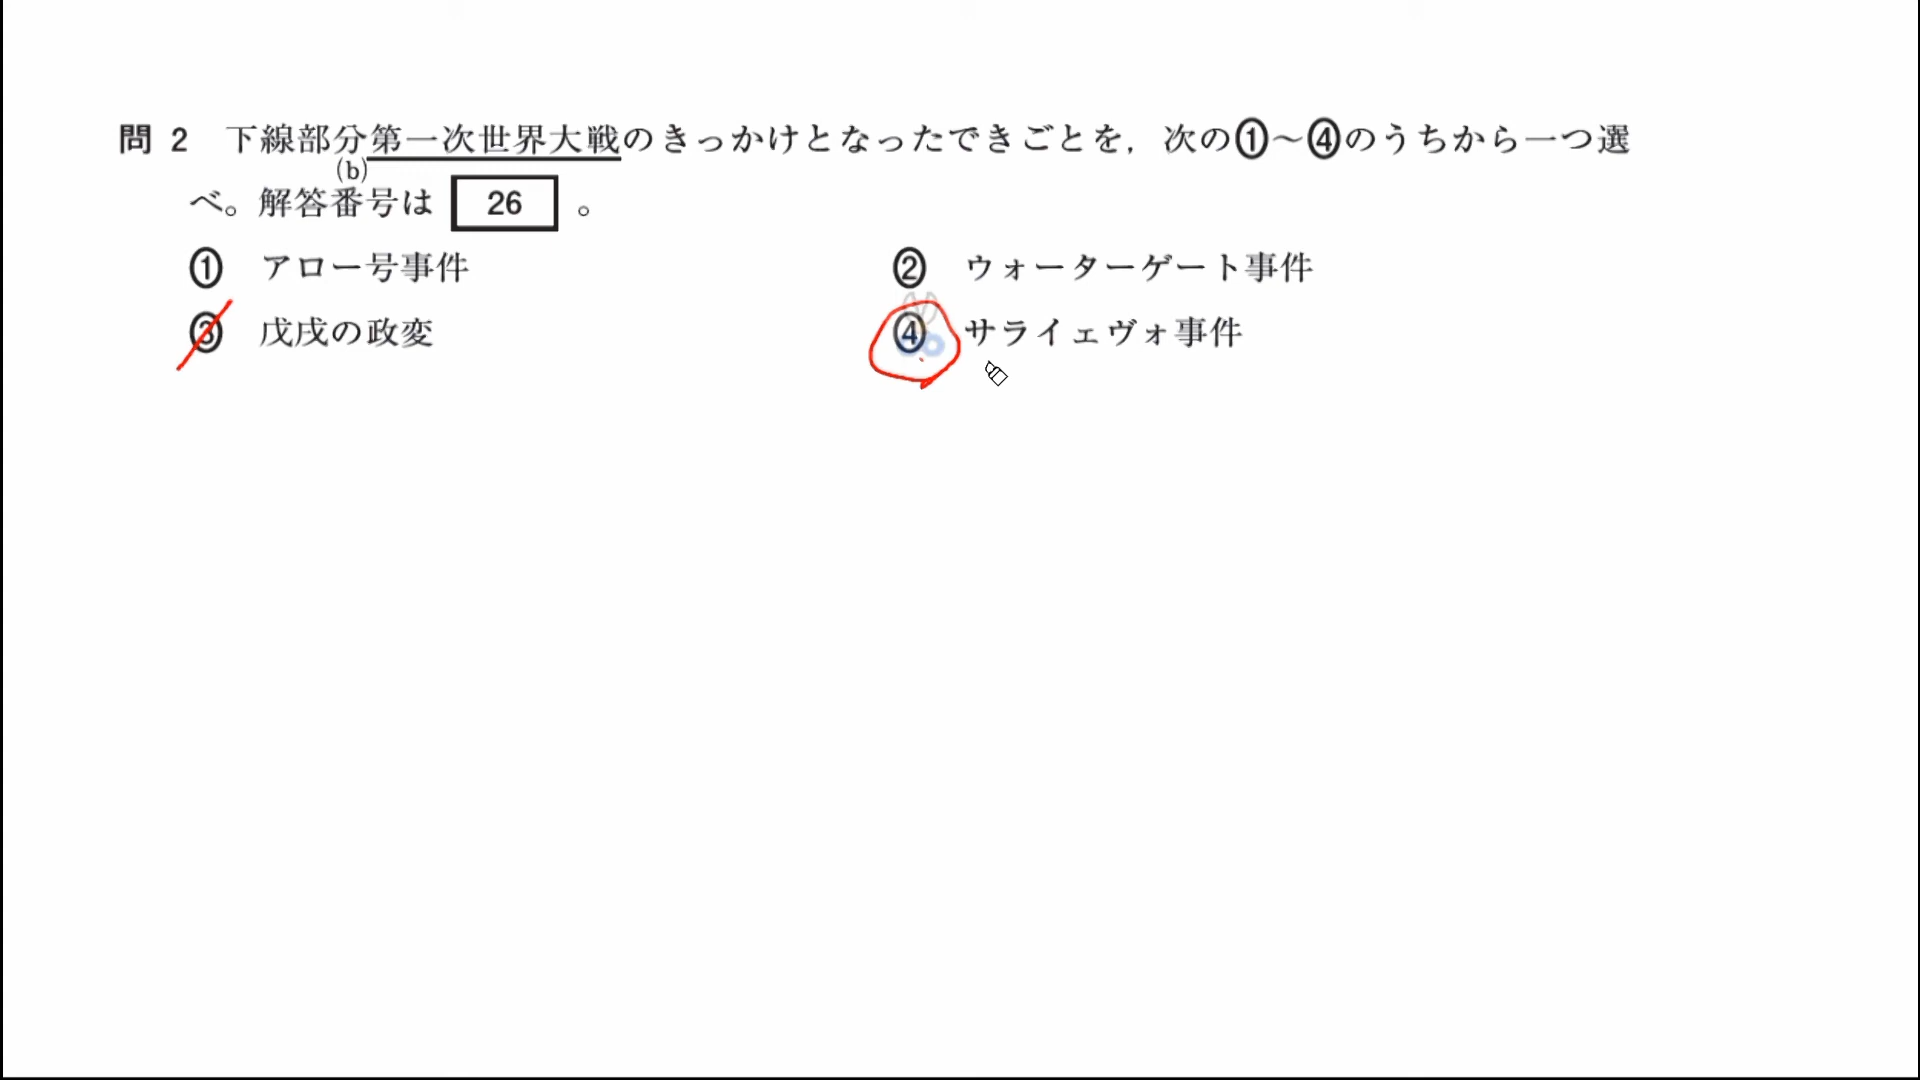 問 2 下線部分第一次世界大戦のきっかけとなったできごとを，次の①～④のうちから一つ選
(b)
べ。解答番号は 26 。
① アロー号事件 ② ウォーターゲート事件
③ 戊戌の政変 ④ サライェヴォ事件